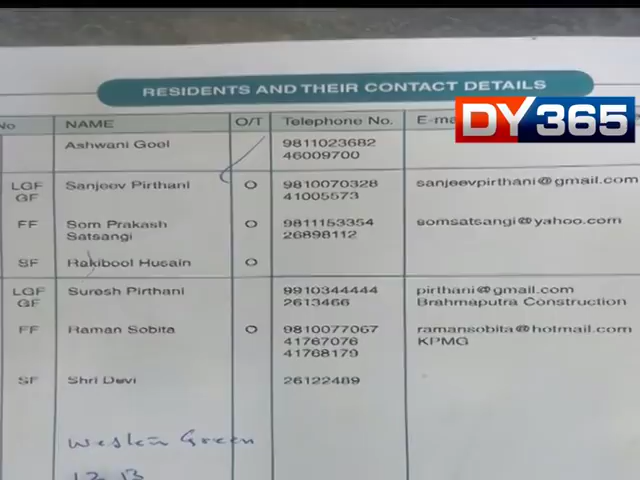 RESIDENTS AND THEIR CONTACT DETAILS
DY365
No NAME O/T Telephone No. E-ma
Ashwani Goel 9811023682
46009700
LGF Sanjeev Pirthani O 9810070328 sanjeevpirthani@gmail.com
GF 41005573
FF Som Prakash O 9811153354 somsatsangi@yahoo.com
Satsangi 26898112
SF Rakibool Husain O
LGF Suresh Pirthani 9910344444 pirthani@gmail.com
GF 2613466 Brahmaputra Construction
FF Raman Sobita O 9810077067 ramansobita@hotmail.com
41767076 KPMG
41768179
SF Shri Devi 26122489
Western Green